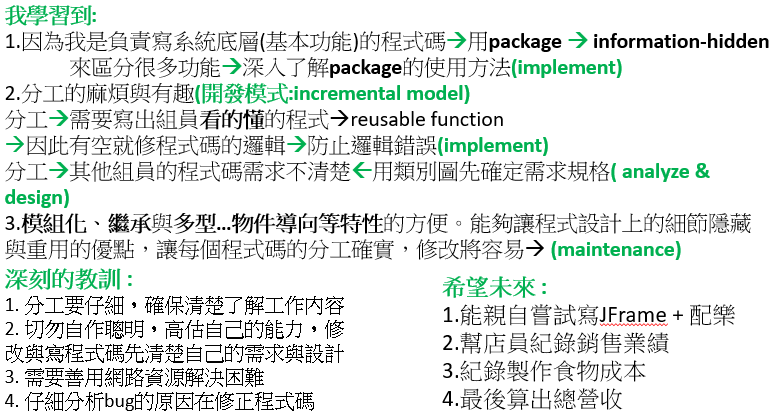 我學習到:
1.因為我是負責寫系統底層(基本功能)的程式碼→用package → information-hidden
來區分很多功能→深入了解package的使用方法(implement)
2.分工的麻煩與有趣(開發模式:incremental model)
分工→需要寫出組員看的懂的程式→reusable function
→因此有空就修程式碼的邏輯→防止邏輯錯誤(implement)
分工→其他組員的程式碼需求不清楚←用類別圖先確定需求規格( analyze &
design)
3.模組化、繼承與多型...物件導向等特性的方便。能夠讓程式設計上的細節隱藏
與重用的優點，讓每個程式碼的分工確實，修改將容易→ (maintenance)
深刻的教訓 :
1. 分工要仔細，確保清楚了解工作內容
2. 切勿自作聰明，高估自己的能力，修
改與寫程式碼先清楚自己的需求與設計
3. 需要善用網路資源解決困難
4. 仔細分析bug的原因在修正程式碼
希望未來 :
1.能親自嘗試寫JFrame + 配樂
2.幫店員紀錄銷售業績
3.紀錄製作食物成本
4.最後算出總營收